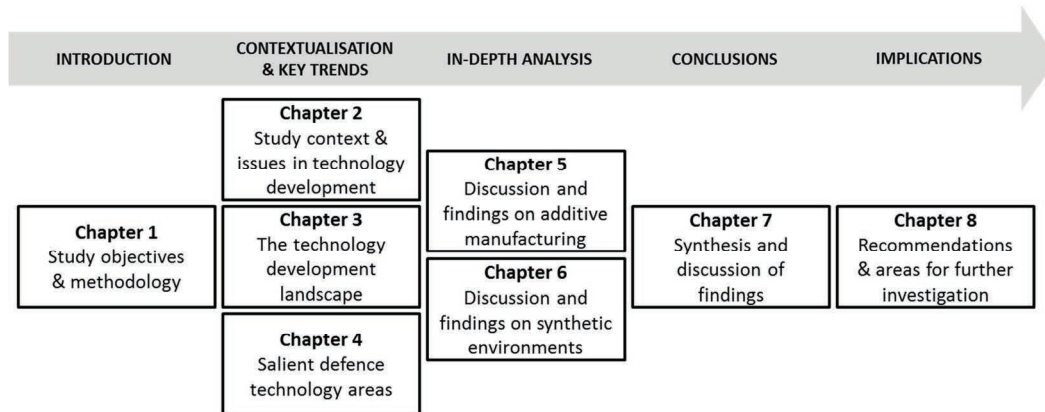 INTRODUCTION
CONTEXTUALISATION
& KEY TRENDS
IN-DEPTH ANALYSIS
CONCLUSIONS
IMPLICATIONS
Chapter 1
Study objectives
& methodology
Chapter 2
Study context &
issues in technology
development
Chapter 3
The technology
development
landscape
Chapter 4
Salient defence
technology areas
Chapter 5
Discussion and
findings on additive
manufacturing
Chapter 6
Discussion and
findings on synthetic
environments
Chapter 7
Synthesis and
discussion of
findings
Chapter 8
Recommendations
& areas for further
investigation